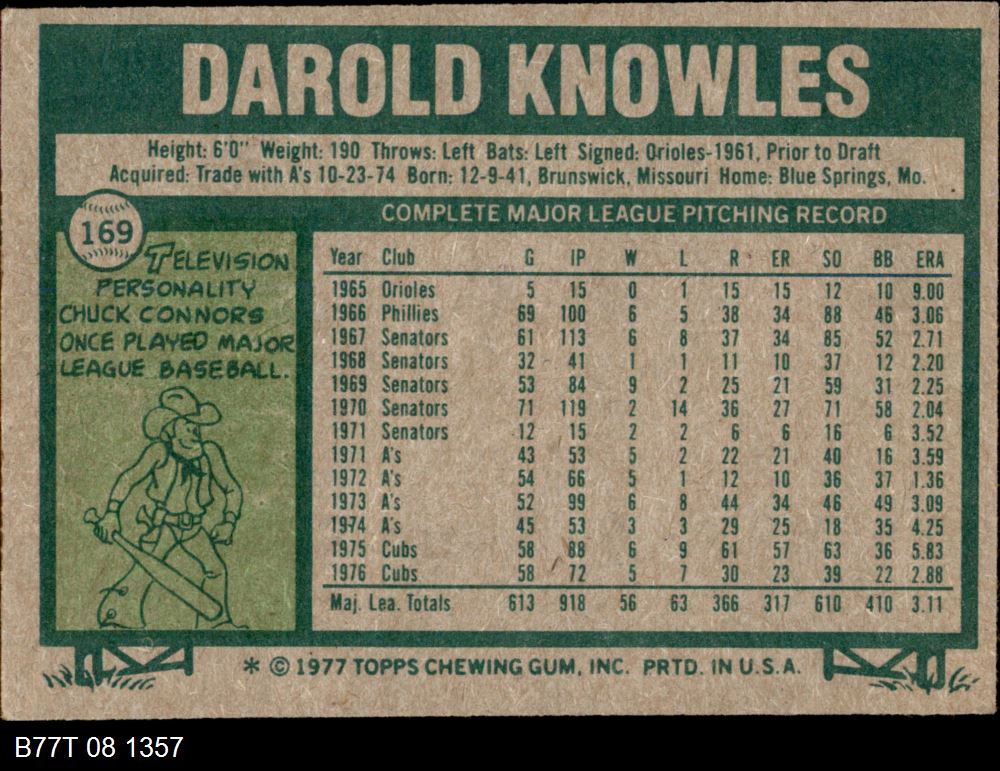 DAROLD KNOWLES
Height: 6'0" Weight: 190 Throws: Left Bats: Left Signed: Orioles-1961, Prior to Draft
Acquired: Trade with A's 10-23-74 Born: 12-9-41, Brunswick, Missouri Home: Blue Springs, Mo.
169
TELEVISION
PERSONALITY
CHUCK CONNORS
ONCE PLAYED MAJOR
LEAGUE BASEBALL.
COMPLETE MAJOR LEAGUE PITCHING RECORD
Year Club G IP W L R ER SO BB ERA
1965 Orioles 5 15 0 1 15 15 12 10 9.00
1966 Phillies 69 100 6 5 38 34 88 46 3.06
1967 Senators 61 113 6 8 37 34 85 52 2.71
1968 Senators 32 41 1 1 11 10 37 12 2.20
1969 Senators 53 84 9 2 25 21 59 31 2.25
1970 Senators 71 119 2 14 36 27 71 58 2.04
1971 Senators 12 15 2 2 6 6 16 6 3.52
1971 A's 43 53 5 2 22 21 40 16 3.59
1972 A's 54 66 5 1 12 10 36 37 1.36
1973 A's 52 99 6 8 44 34 46 49 3.09
1974 A's 45 53 3 3 29 25 18 35 4.25
1975 Cubs 58 88 6 9 61 57 63 36 5.83
1976 Cubs 58 72 5 7 30 23 39 22 2.88
Maj. Lea. Totals 613 918 56 63 366 317 610 410 3.11
* © 1977 TOPPS CHEWING GUM, INC. PRTD. IN U.S.A.
B77T 08 1357